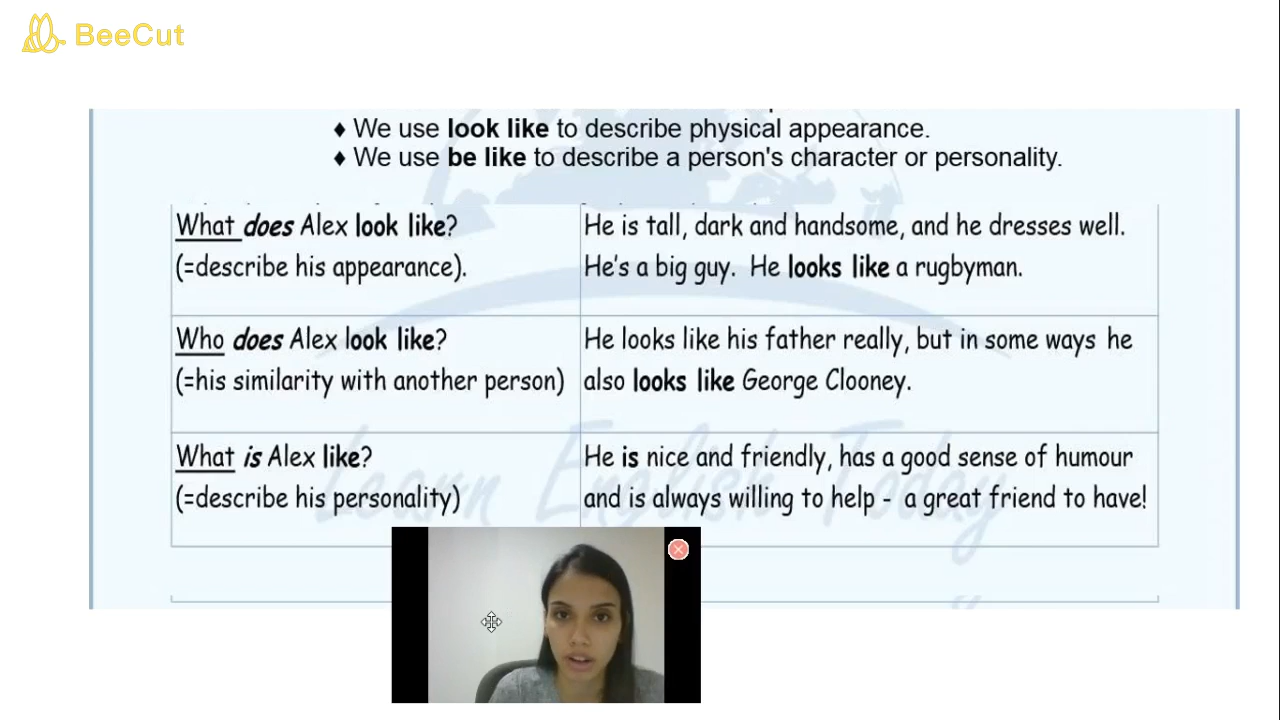 BeeCut
♦ We use look like to describe physical appearance.
♦ We use be like to describe a person's character or personality.
What does Alex look like?
(=describe his appearance).
He is tall, dark and handsome, and he dresses well.
He's a big guy. He looks like a rugbyman.
Who does Alex look like?
(=his similarity with another person)
He looks like his father really, but in some ways he
also looks like George Clooney.
What is Alex like?
(=describe his personality)
He is nice and friendly, has a good sense of humour
and is always willing to help - a great friend to have!
Learn English Today